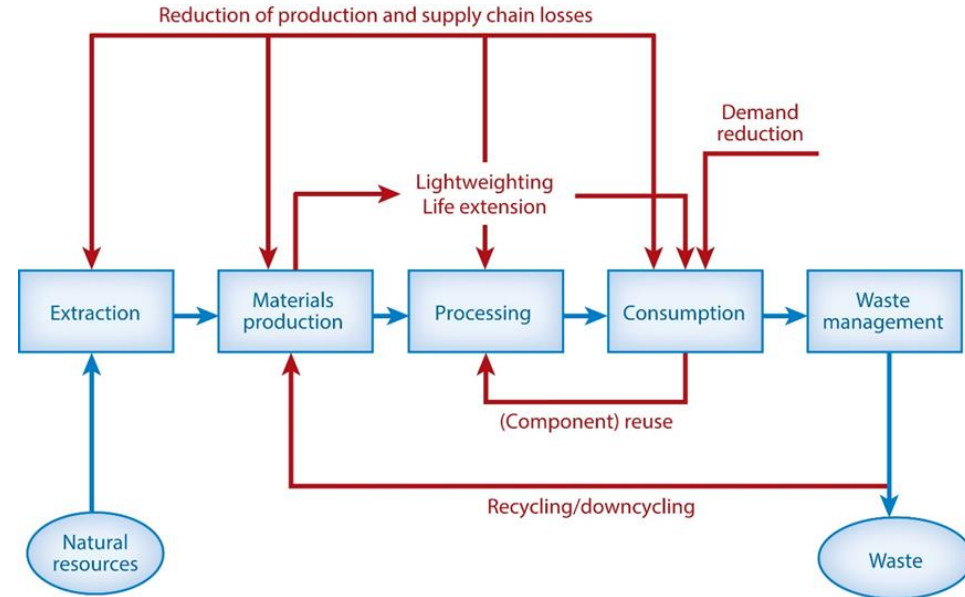 Reduction of production and supply chain losses
Demand
reduction
Lightweighting
Life extension
Extraction
Materials
production
Processing
Consumption
Waste
management
(Component) reuse
Recycling/downcycling
Natural
resources
Waste